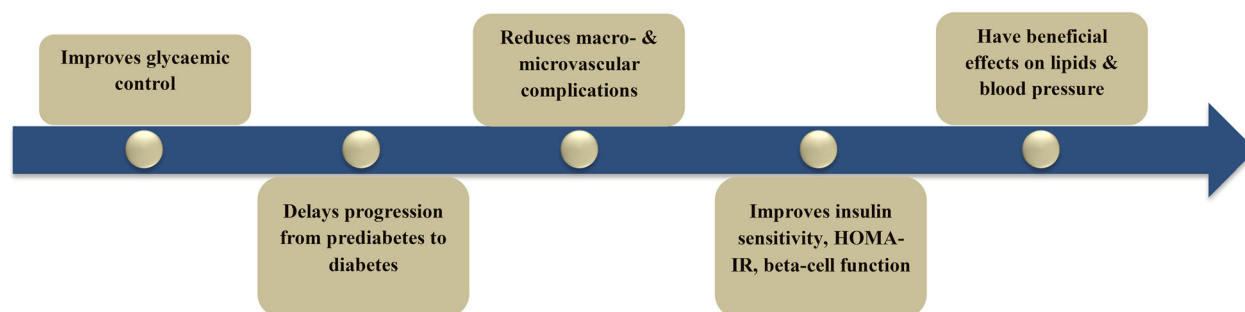 Improves glycaemic
control
Delays progression
from prediabetes to
diabetes
Reduces macro- &
microvascular
complications
Improves insulin
sensitivity, HOMA-
IR, beta-cell function
Have beneficial
effects on lipids &
blood pressure